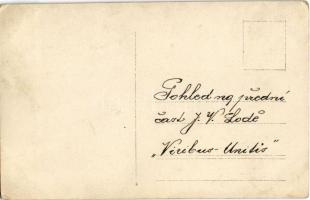 Pohled na přední
část J. V. Lodě
„Viribus-Unitis"